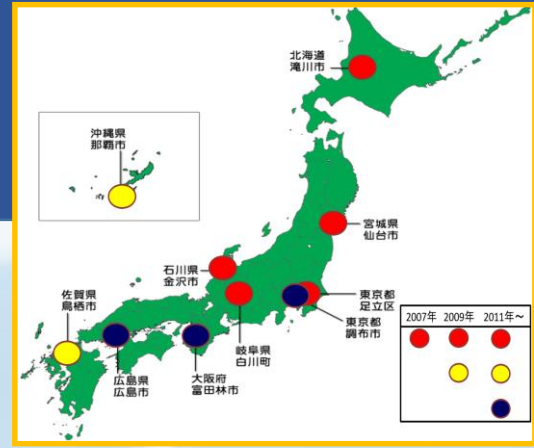 北海道
滝川市
沖縄県
那覇市
宮城県
仙台市
石川県
金沢市
佐賀県
鳥栖市
東京都
足立区
東京都
調布市
岐阜県
白川町
広島県
広島市
大阪府
富田林市
2007年 2009年 2011年～